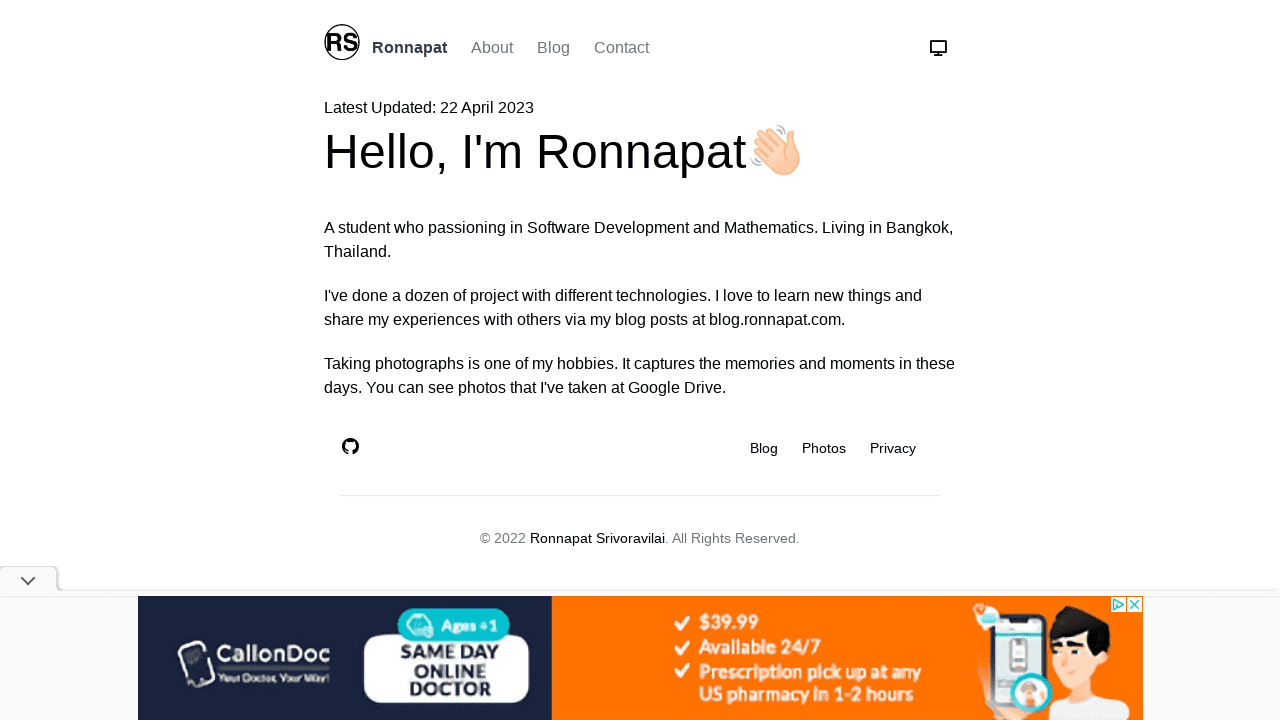 RS Ronnapat About Blog Contact
Latest Updated: 22 April 2023
Hello, I'm Ronnapat👋🏻
A student who passioning in Software Development and Mathematics. Living in Bangkok,
Thailand.
I've done a dozen of project with different technologies. I love to learn new things and
share my experiences with others via my blog posts at blog.ronnapat.com.
Taking photographs is one of my hobbies. It captures the memories and moments in these
days. You can see photos that I've taken at Google Drive.
Blog Photos Privacy
© 2022 Ronnapat Srivoravilai. All Rights Reserved.
CallonDoc
Your Doctor, Your Way!
Ages 4+
SAME DAY
ONLINE
DOCTOR
$39.99
Available 24/7
Prescription pick up at any
US pharmacy in 1-2 hours